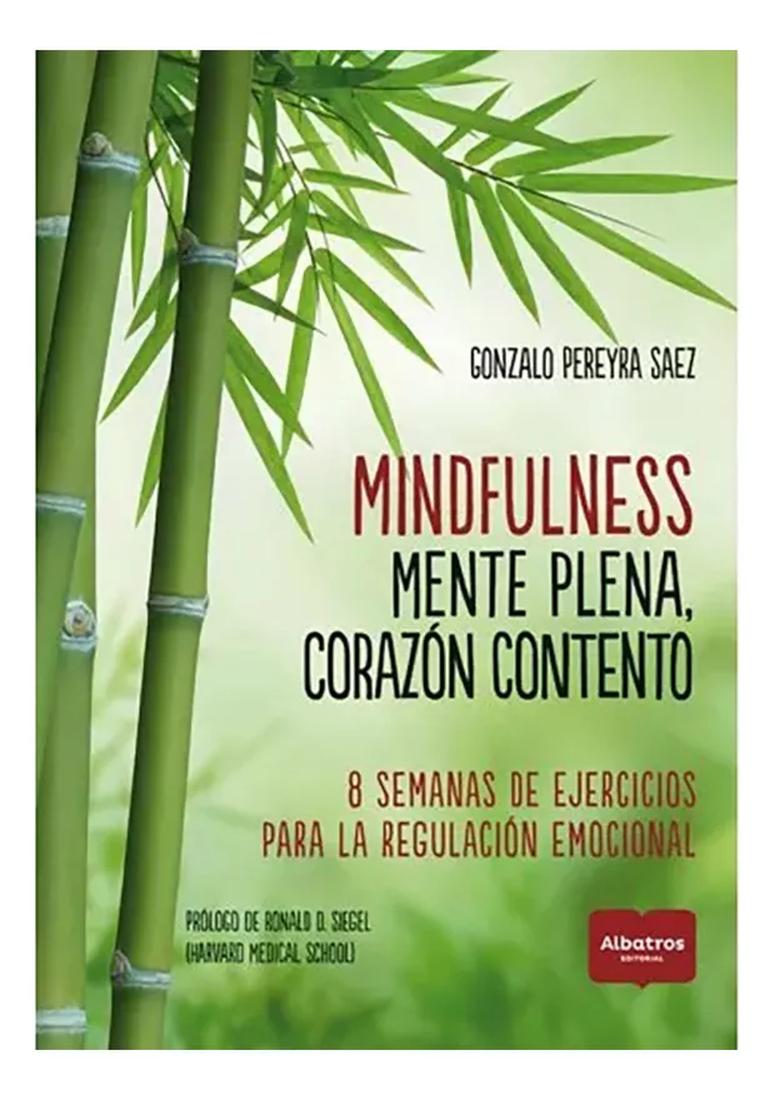 GONZALO PEREYRA SAEZ
MINDFULNESS
MENTE PLENA,
CORAZÓN CONTENTO
8 SEMANAS DE EJERCICIOS
PARA LA REGULACIÓN EMOCIONAL
PRÓLOGO DE RONALD D. SIEGEL
(HARVARD MEDICAL SCHOOL)
Albatros
EDITORIAL